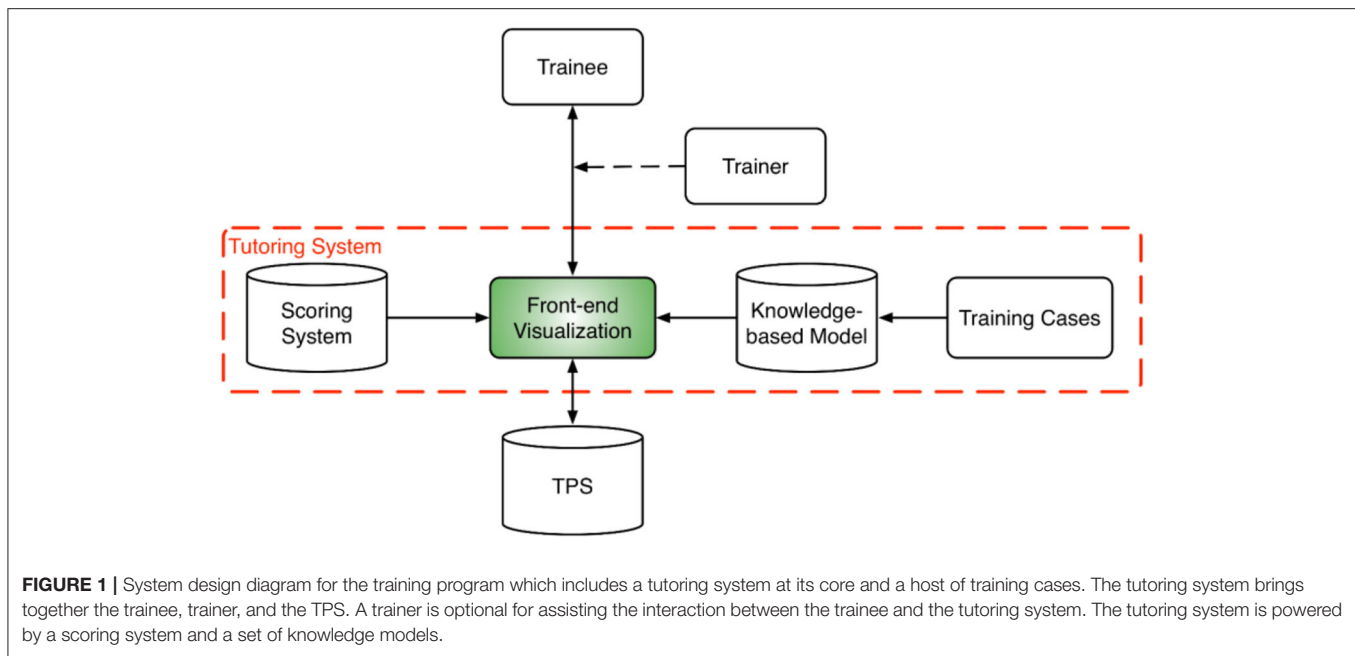 Trainee
Trainer
Tutoring System
Scoring
System
Front-end
Visualization
Knowledge-
based Model
Training Cases
TPS
FIGURE 1 | System design diagram for the training program which includes a tutoring system at its core and a host of training cases. The tutoring system brings
together the trainee, trainer, and the TPS. A trainer is optional for assisting the interaction between the trainee and the tutoring system. The tutoring system is powered
by a scoring system and a set of knowledge models.